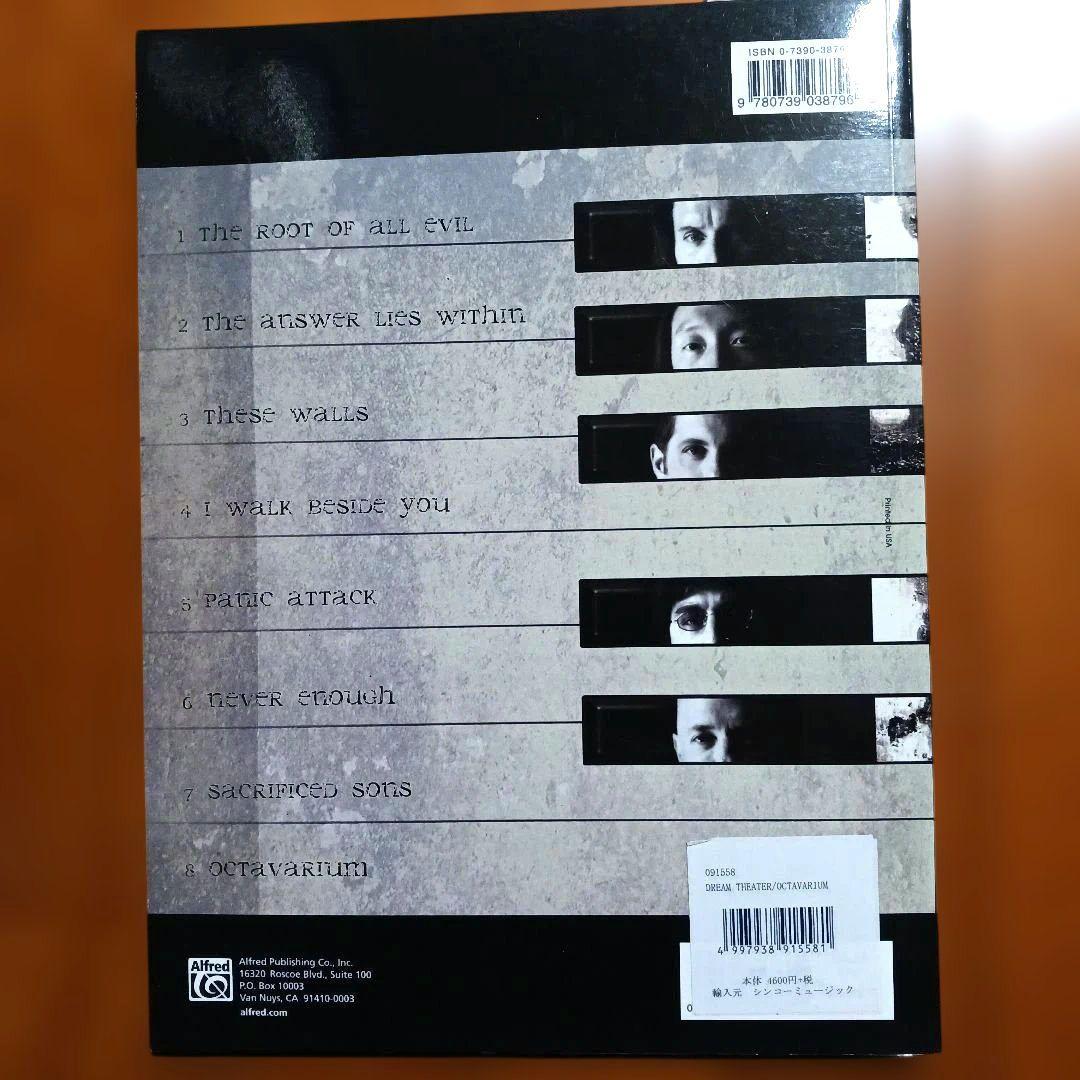 ISBN 0-7390-387
9 780739 038796
1 The Root of All Evil
2 The Answer Lies Within
3 These Walls
4 I Walk Beside You
Printed in USA
5 Panic Attack
6 Never Enough
7 Sacrificed Sons
8 Octavarium
091558
DREAM THEATER/OCTAVARIUM
4 997938 915581
本体 4600円+税
輸入元 シンコーミュージック
0
Alfred
Alfred Publishing Co., Inc.
16320 Roscoe Blvd., Suite 100
P.O. Box 10003
Van Nuys, CA 91410-0003
alfred.com